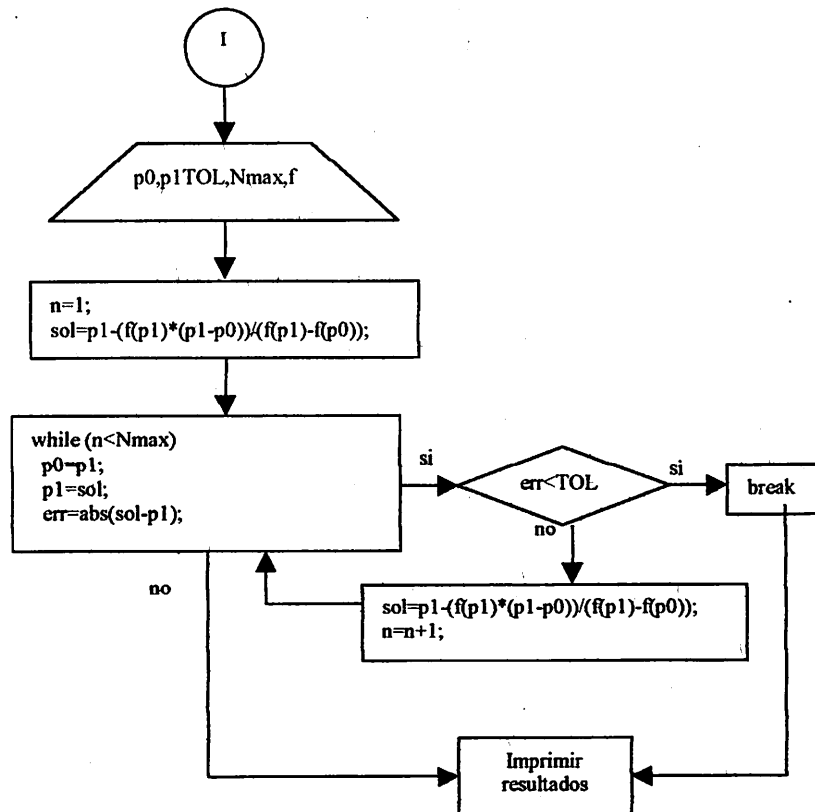 I
p0,p1TOL,Nmax,f
n=1;
sol=p1-(f(p1)*(p1-p0))/(f(p1)-f(p0));
while (n<Nmax)
p0=p1;
p1=sol;
err=abs(sol-p1);
si
err<TOL
si
break
no
no
sol=p1-(f(p1)*(p1-p0))/(f(p1)-f(p0));
n=n+1;
Imprimir
resultados